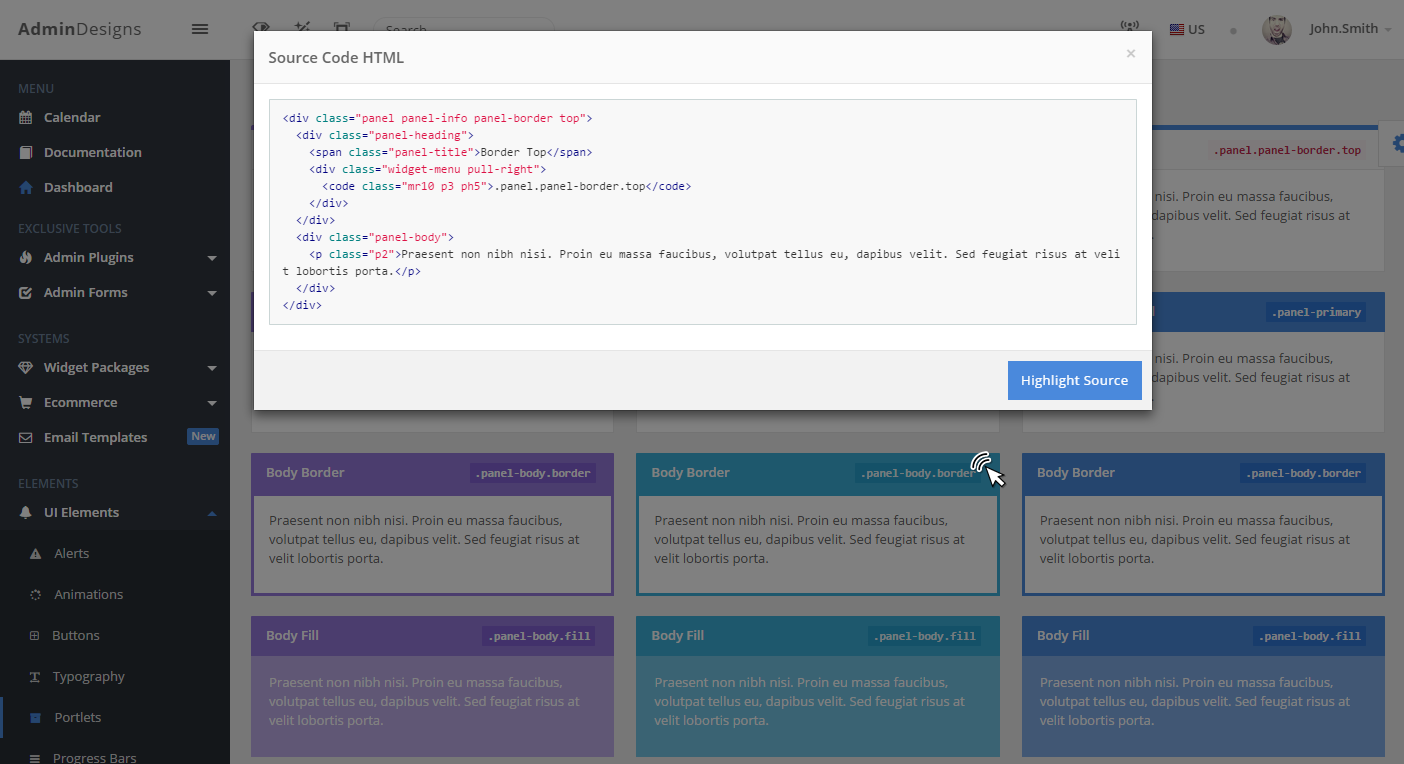 AdminDesigns
Search
US
John.Smith
MENU
Calendar
Documentation
Dashboard
EXCLUSIVE TOOLS
Admin Plugins
Admin Forms
SYSTEMS
Widget Packages
Ecommerce
Email Templates New
ELEMENTS
UI Elements
Alerts
Animations
Buttons
Typography
Portlets
Progress Bars
Source Code HTML
×
<div class="panel panel-info panel-border top">
<div class="panel-heading">
<span class="panel-title">Border Top</span>
<div class="widget-menu pull-right">
<code class="mr10 p3 ph5">.panel.panel-border.top</code>
</div>
</div>
<div class="panel-body">
<p class="p2">Praesent non nibh nisi. Proin eu massa faucibus, volutpat tellus eu, dapibus velit. Sed feugiat risus at veli
t lobortis porta.</p>
</div>
</div>
Highlight Source
.panel.panel-border.top
nisi. Proin eu massa faucibus,
dapibus velit. Sed feugiat risus at
.panel-primary
nisi. Proin eu massa faucibus,
dapibus velit. Sed feugiat risus at
Body Border .panel-body.border
Praesent non nibh nisi. Proin eu massa faucibus,
volutpat tellus eu, dapibus velit. Sed feugiat risus at
velit lobortis porta.
Body Border .panel-body.border
Praesent non nibh nisi. Proin eu massa faucibus,
volutpat tellus eu, dapibus velit. Sed feugiat risus at
velit lobortis porta.
Body Border .panel-body.border
Praesent non nibh nisi. Proin eu massa faucibus,
volutpat tellus eu, dapibus velit. Sed feugiat risus at
velit lobortis porta.
Body Fill .panel-body.fill
Praesent non nibh nisi. Proin eu massa faucibus,
volutpat tellus eu, dapibus velit. Sed feugiat risus at
velit lobortis porta.
Body Fill .panel-body.fill
Praesent non nibh nisi. Proin eu massa faucibus,
volutpat tellus eu, dapibus velit. Sed feugiat risus at
velit lobortis porta.
Body Fill .panel-body.fill
Praesent non nibh nisi. Proin eu massa faucibus,
volutpat tellus eu, dapibus velit. Sed feugiat risus at
velit lobortis porta.